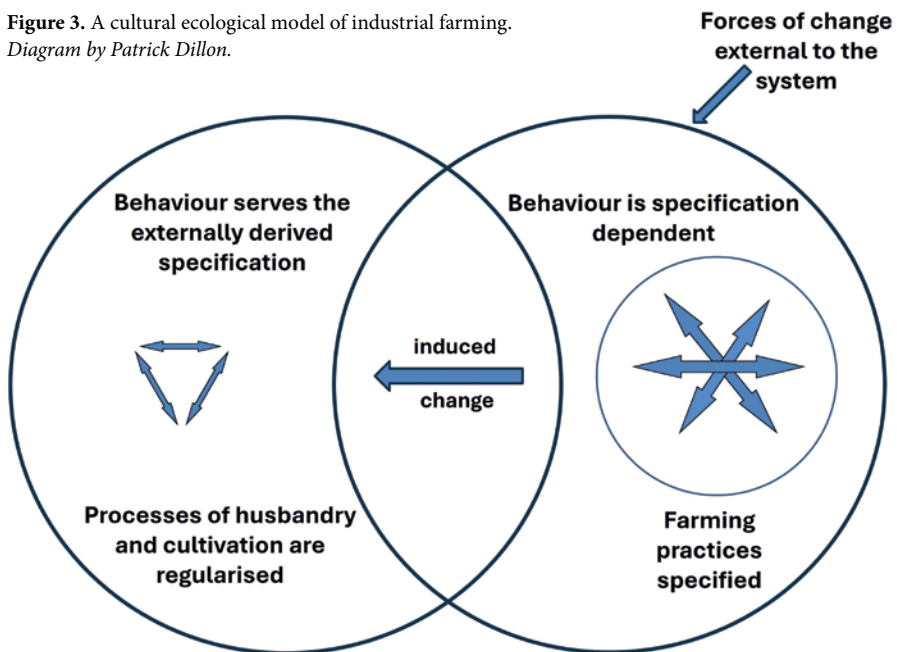 Figure 3. A cultural ecological model of industrial farming.
Diagram by Patrick Dillon.
Forces of change
external to the
system
Behaviour serves the
externally derived
specification
Behaviour is specification
dependent
induced
change
Processes of husbandry
and cultivation are
regularised
Farming
practices
specified